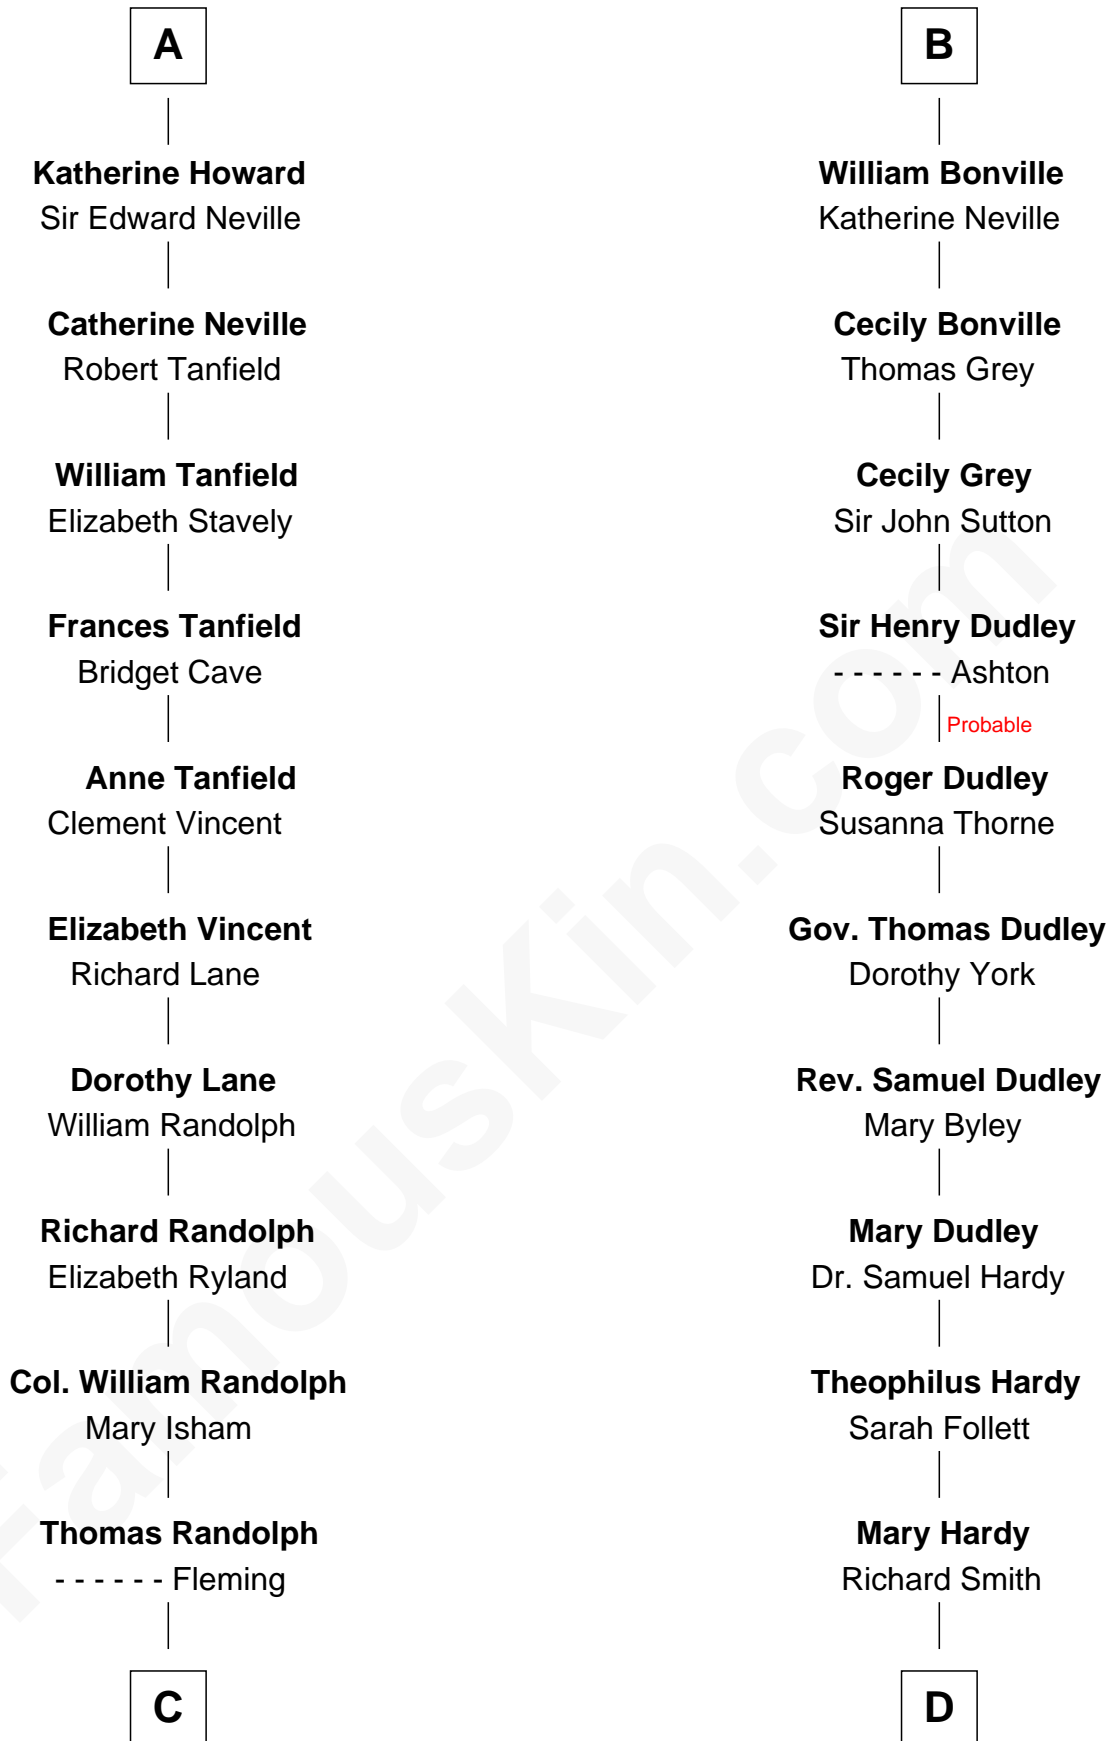 A
Katherine Howard
Sir Edward Neville
Catherine Neville
Robert Tanfield
William Tanfield
Elizabeth Stavely
Frances Tanfield
Bridget Cave
Anne Tanfield
Clement Vincent
Elizabeth Vincent
Richard Lane
Dorothy Lane
William Randolph
Richard Randolph
Elizabeth Ryland
Col. William Randolph
Mary Isham
Thomas Randolph
- - - - - - Fleming
C
B
William Bonville
Katherine Neville
Cecily Bonville
Thomas Grey
Cecily Grey
Sir John Sutton
Sir Henry Dudley
- - - - - - Ashton
Probable
Roger Dudley
Susanna Thorne
Gov. Thomas Dudley
Dorothy York
Rev. Samuel Dudley
Mary Byley
Mary Dudley
Dr. Samuel Hardy
Theophilus Hardy
Sarah Follett
Mary Hardy
Richard Smith
D
FamousKin.com